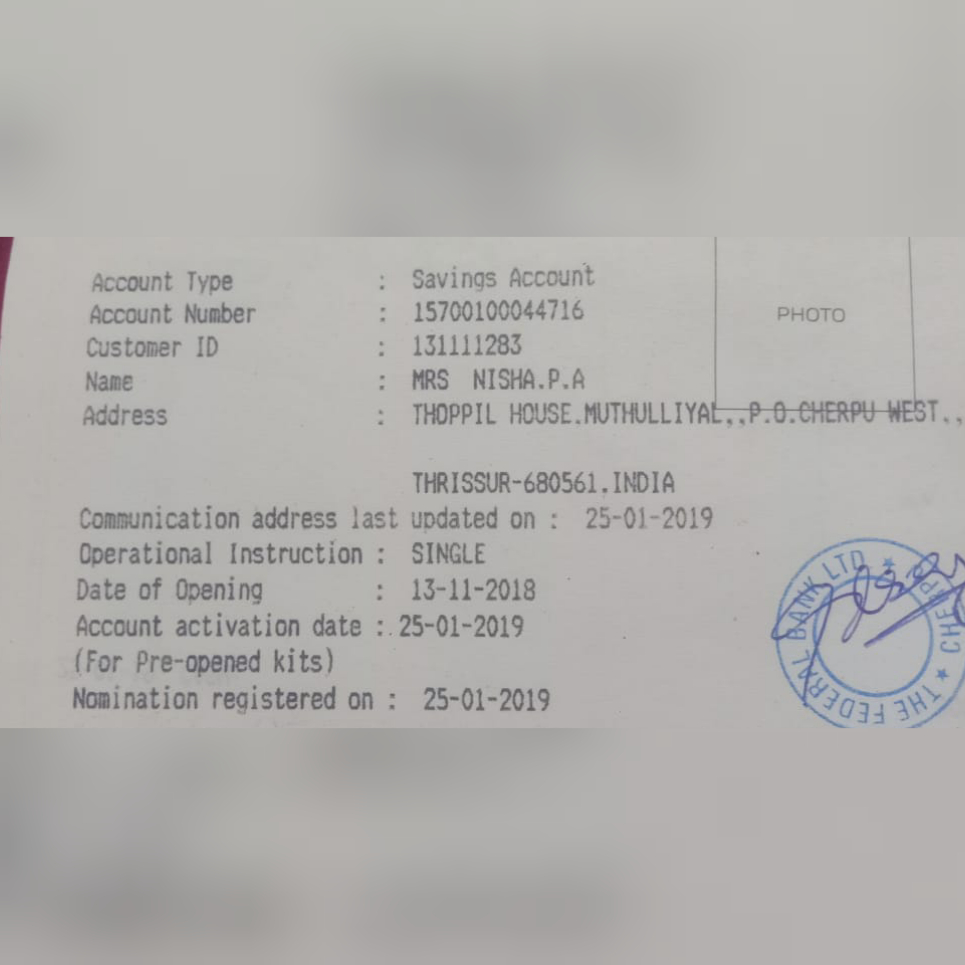 Account Type : Savings Account
Account Number : 15700100044716
Customer ID : 131111283
Name : MRS NISHA.P.A
Address : THOPPIL HOUSE.MUTHULLIYAL,,P.O.CHERPU WEST,,
THRISSUR-680561.INDIA
Communication address last updated on : 25-01-2019
Operational Instruction : SINGLE
Date of Opening : 13-11-2018
Account activation date : 25-01-2019
(For Pre-opened kits)
Nomination registered on : 25-01-2019
PHOTO
★ THE FEDERAL BANK LTD ★